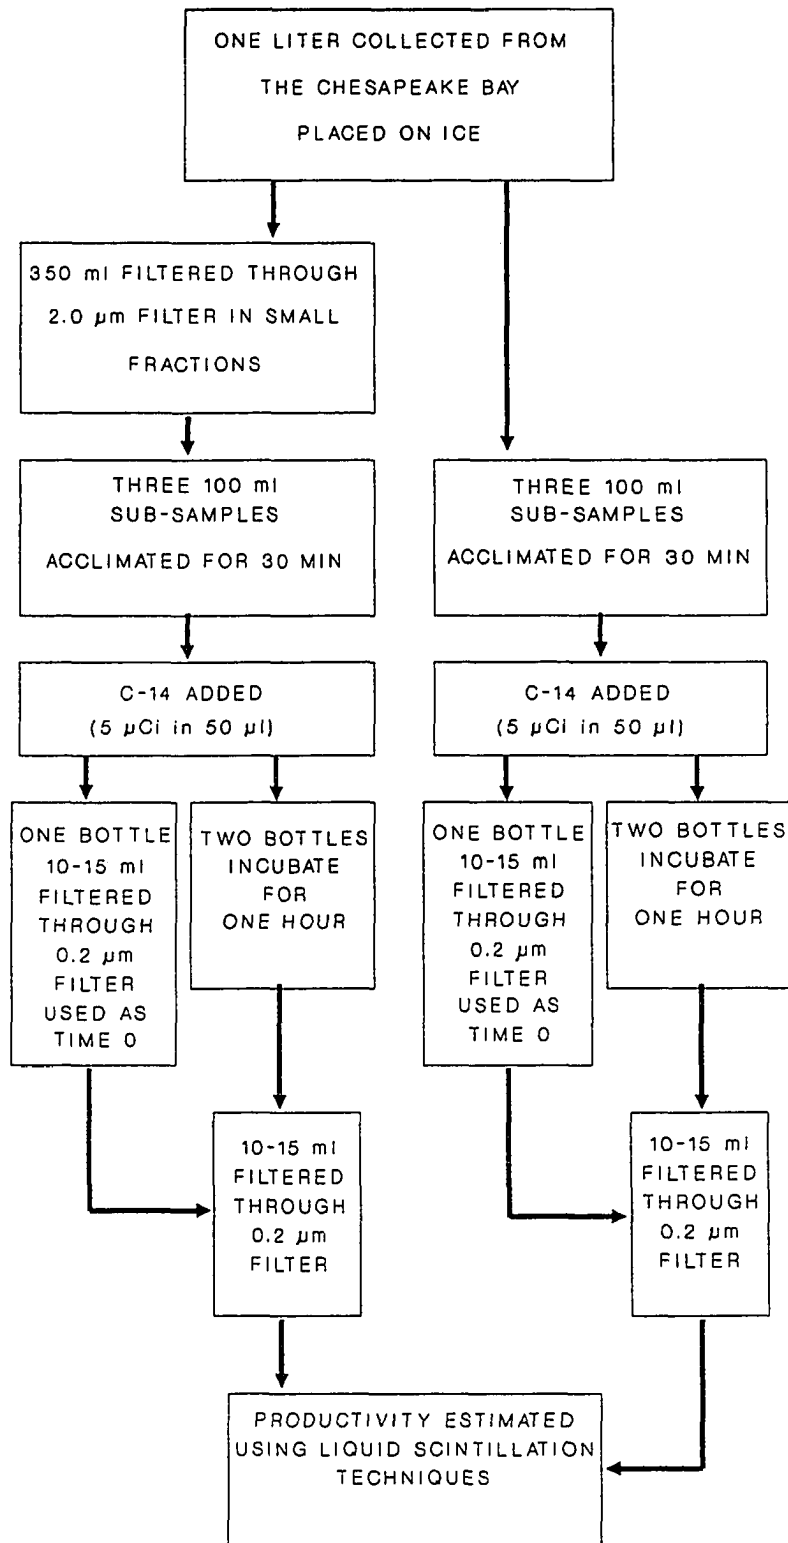 ONE LITER COLLECTED FROM
THE CHESAPEAKE BAY
PLACED ON ICE
350 ml FILTERED THROUGH
2.0 µm FILTER IN SMALL
FRACTIONS
THREE 100 ml
SUB-SAMPLES
ACCLIMATED FOR 30 MIN
THREE 100 ml
SUB-SAMPLES
ACCLIMATED FOR 30 MIN
C-14 ADDED
(5 µCi in 50 µl)
C-14 ADDED
(5 µCi in 50 µl)
ONE BOTTLE
10-15 ml
FILTERED
THROUGH
0.2 µm
FILTER
USED AS
TIME 0
TWO BOTTLES
INCUBATE
FOR
ONE HOUR
ONE BOTTLE
10-15 ml
FILTERED
THROUGH
0.2 µm
FILTER
USED AS
TIME 0
TWO BOTTLES
INCUBATE
FOR
ONE HOUR
10-15 ml
FILTERED
THROUGH
0.2 µm
FILTER
10-15 ml
FILTERED
THROUGH
0.2 µm
FILTER
PRODUCTIVITY ESTIMATED
USING LIQUID SCINTILLATION
TECHNIQUES